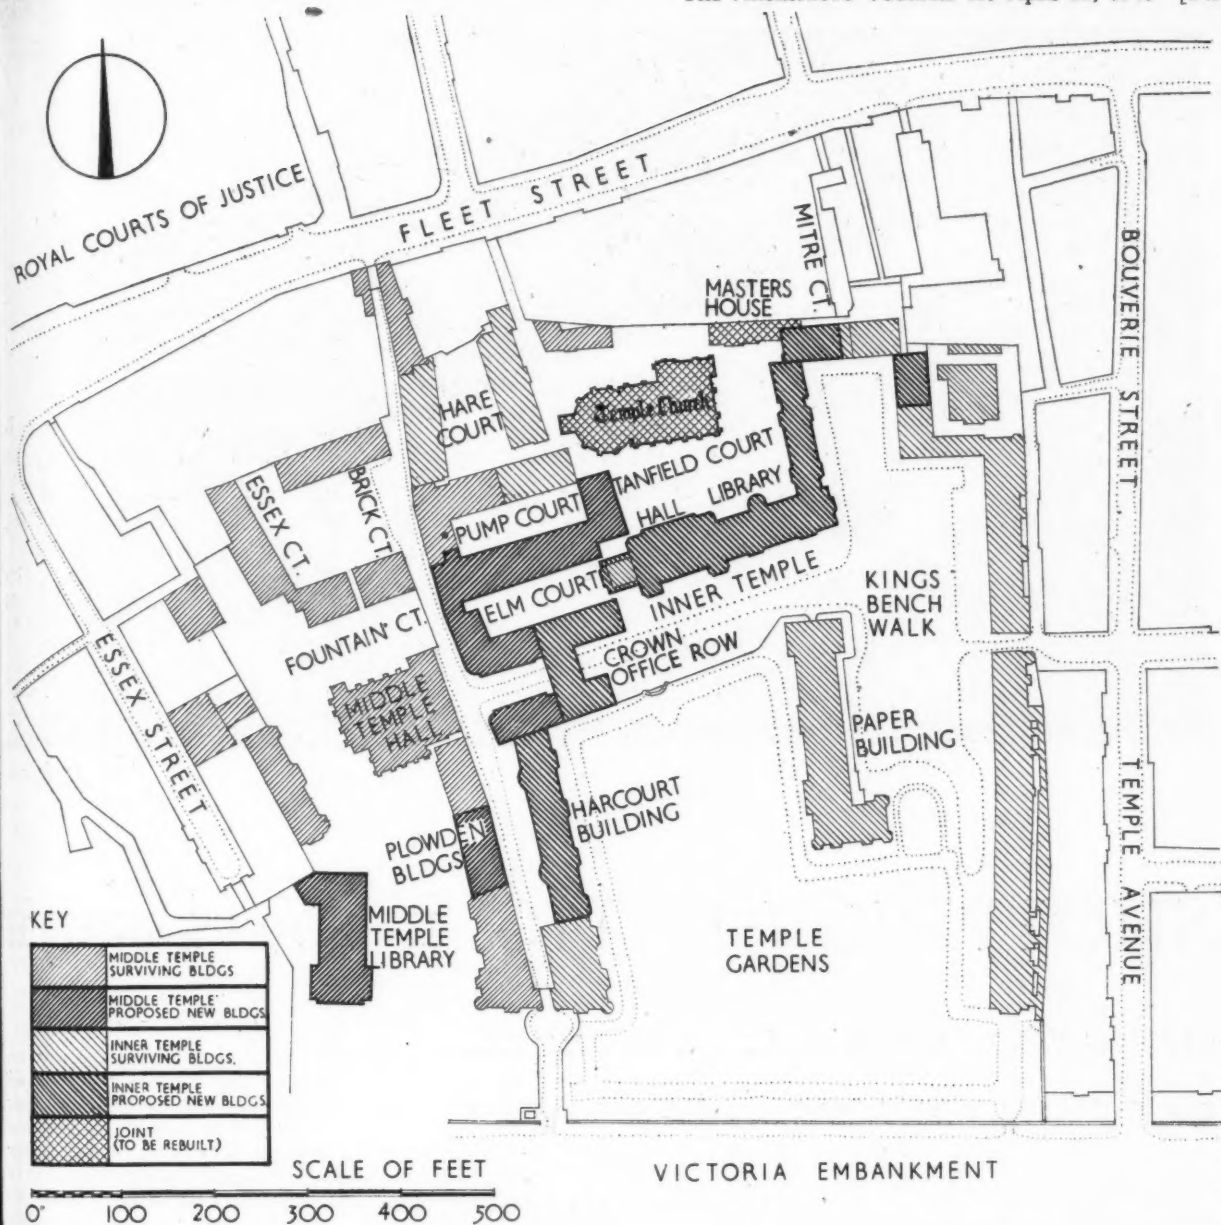 ROYAL COURTS OF JUSTICE
FLEET STREET
MITRE CT.
BOUVERIE STREET
MASTERS
HOUSE
HARE
COURT
Temple Church
TANFIELD COURT
ESSEX CT.
BRICK CT.
PUMP COURT
HALL LIBRARY
ELM COURT
INNER TEMPLE
KINGS
BENCH
WALK
FOUNTAIN CT.
CROWN
OFFICE ROW
ESSEX STREET
MIDDLE
TEMPLE
HALL
PAPER
BUILDING
HARCOURT
BUILDING
PLOWDEN
BLDGS
TEMPLE AVENUE
MIDDLE
TEMPLE
LIBRARY
TEMPLE
GARDENS
KEY
MIDDLE TEMPLE
SURVIVING BLDGS
MIDDLE TEMPLE
PROPOSED NEW BLDGS
INNER TEMPLE
SURVIVING BLDGS.
INNER TEMPLE
PROPOSED NEW BLDGS.
JOINT
(TO BE REBUILT)
SCALE OF FEET
0 100 200 300 400 500
VICTORIA EMBANKMENT